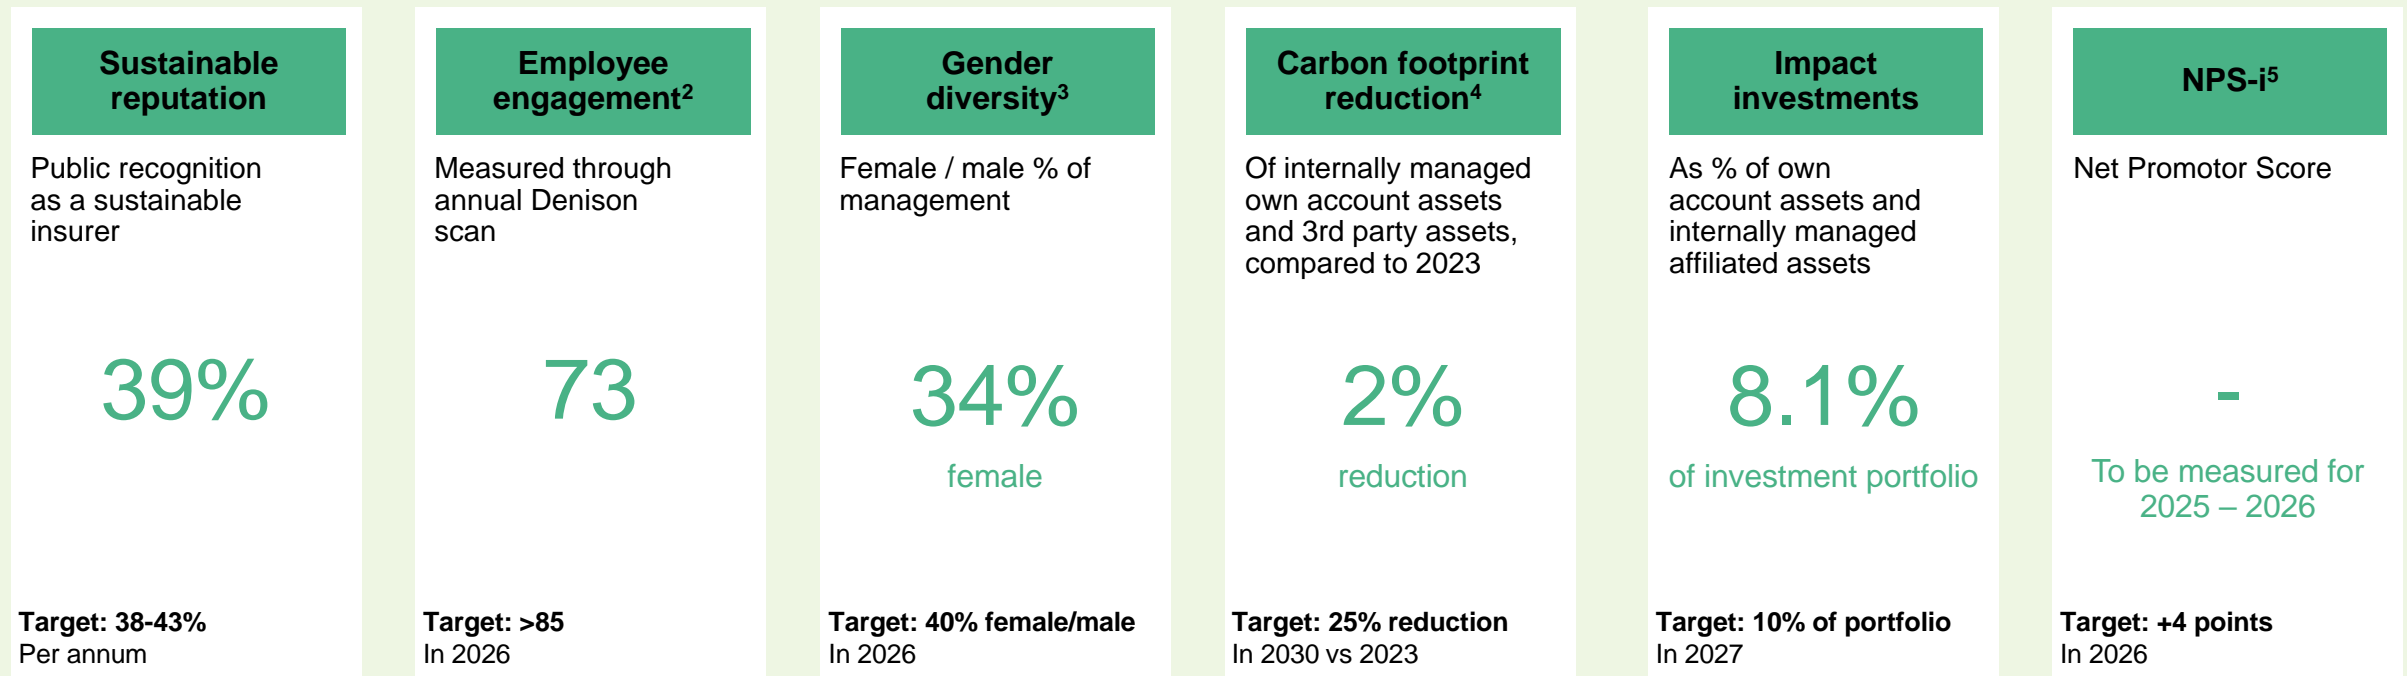 Sustainable
reputation
Public recognition
as a sustainable
insurer
39%
Target: 38-43%
Per annum
Employee
engagement²
Measured through
annual Denison
scan
73
Target: >85
In 2026
Gender
diversity³
Female / male % of
management
34%
female
Target: 40% female/male
In 2026
Carbon footprint
reduction⁴
Of internally managed
own account assets
and 3rd party assets,
compared to 2023
2%
reduction
Target: 25% reduction
In 2030 vs 2023
Impact
investments
As % of own
account assets and
internally managed
affiliated assets
8.1%
of investment portfolio
Target: 10% of portfolio
In 2027
NPS-i⁵
Net Promotor Score
-
To be measured for
2025 – 2026
Target: +4 points
In 2026